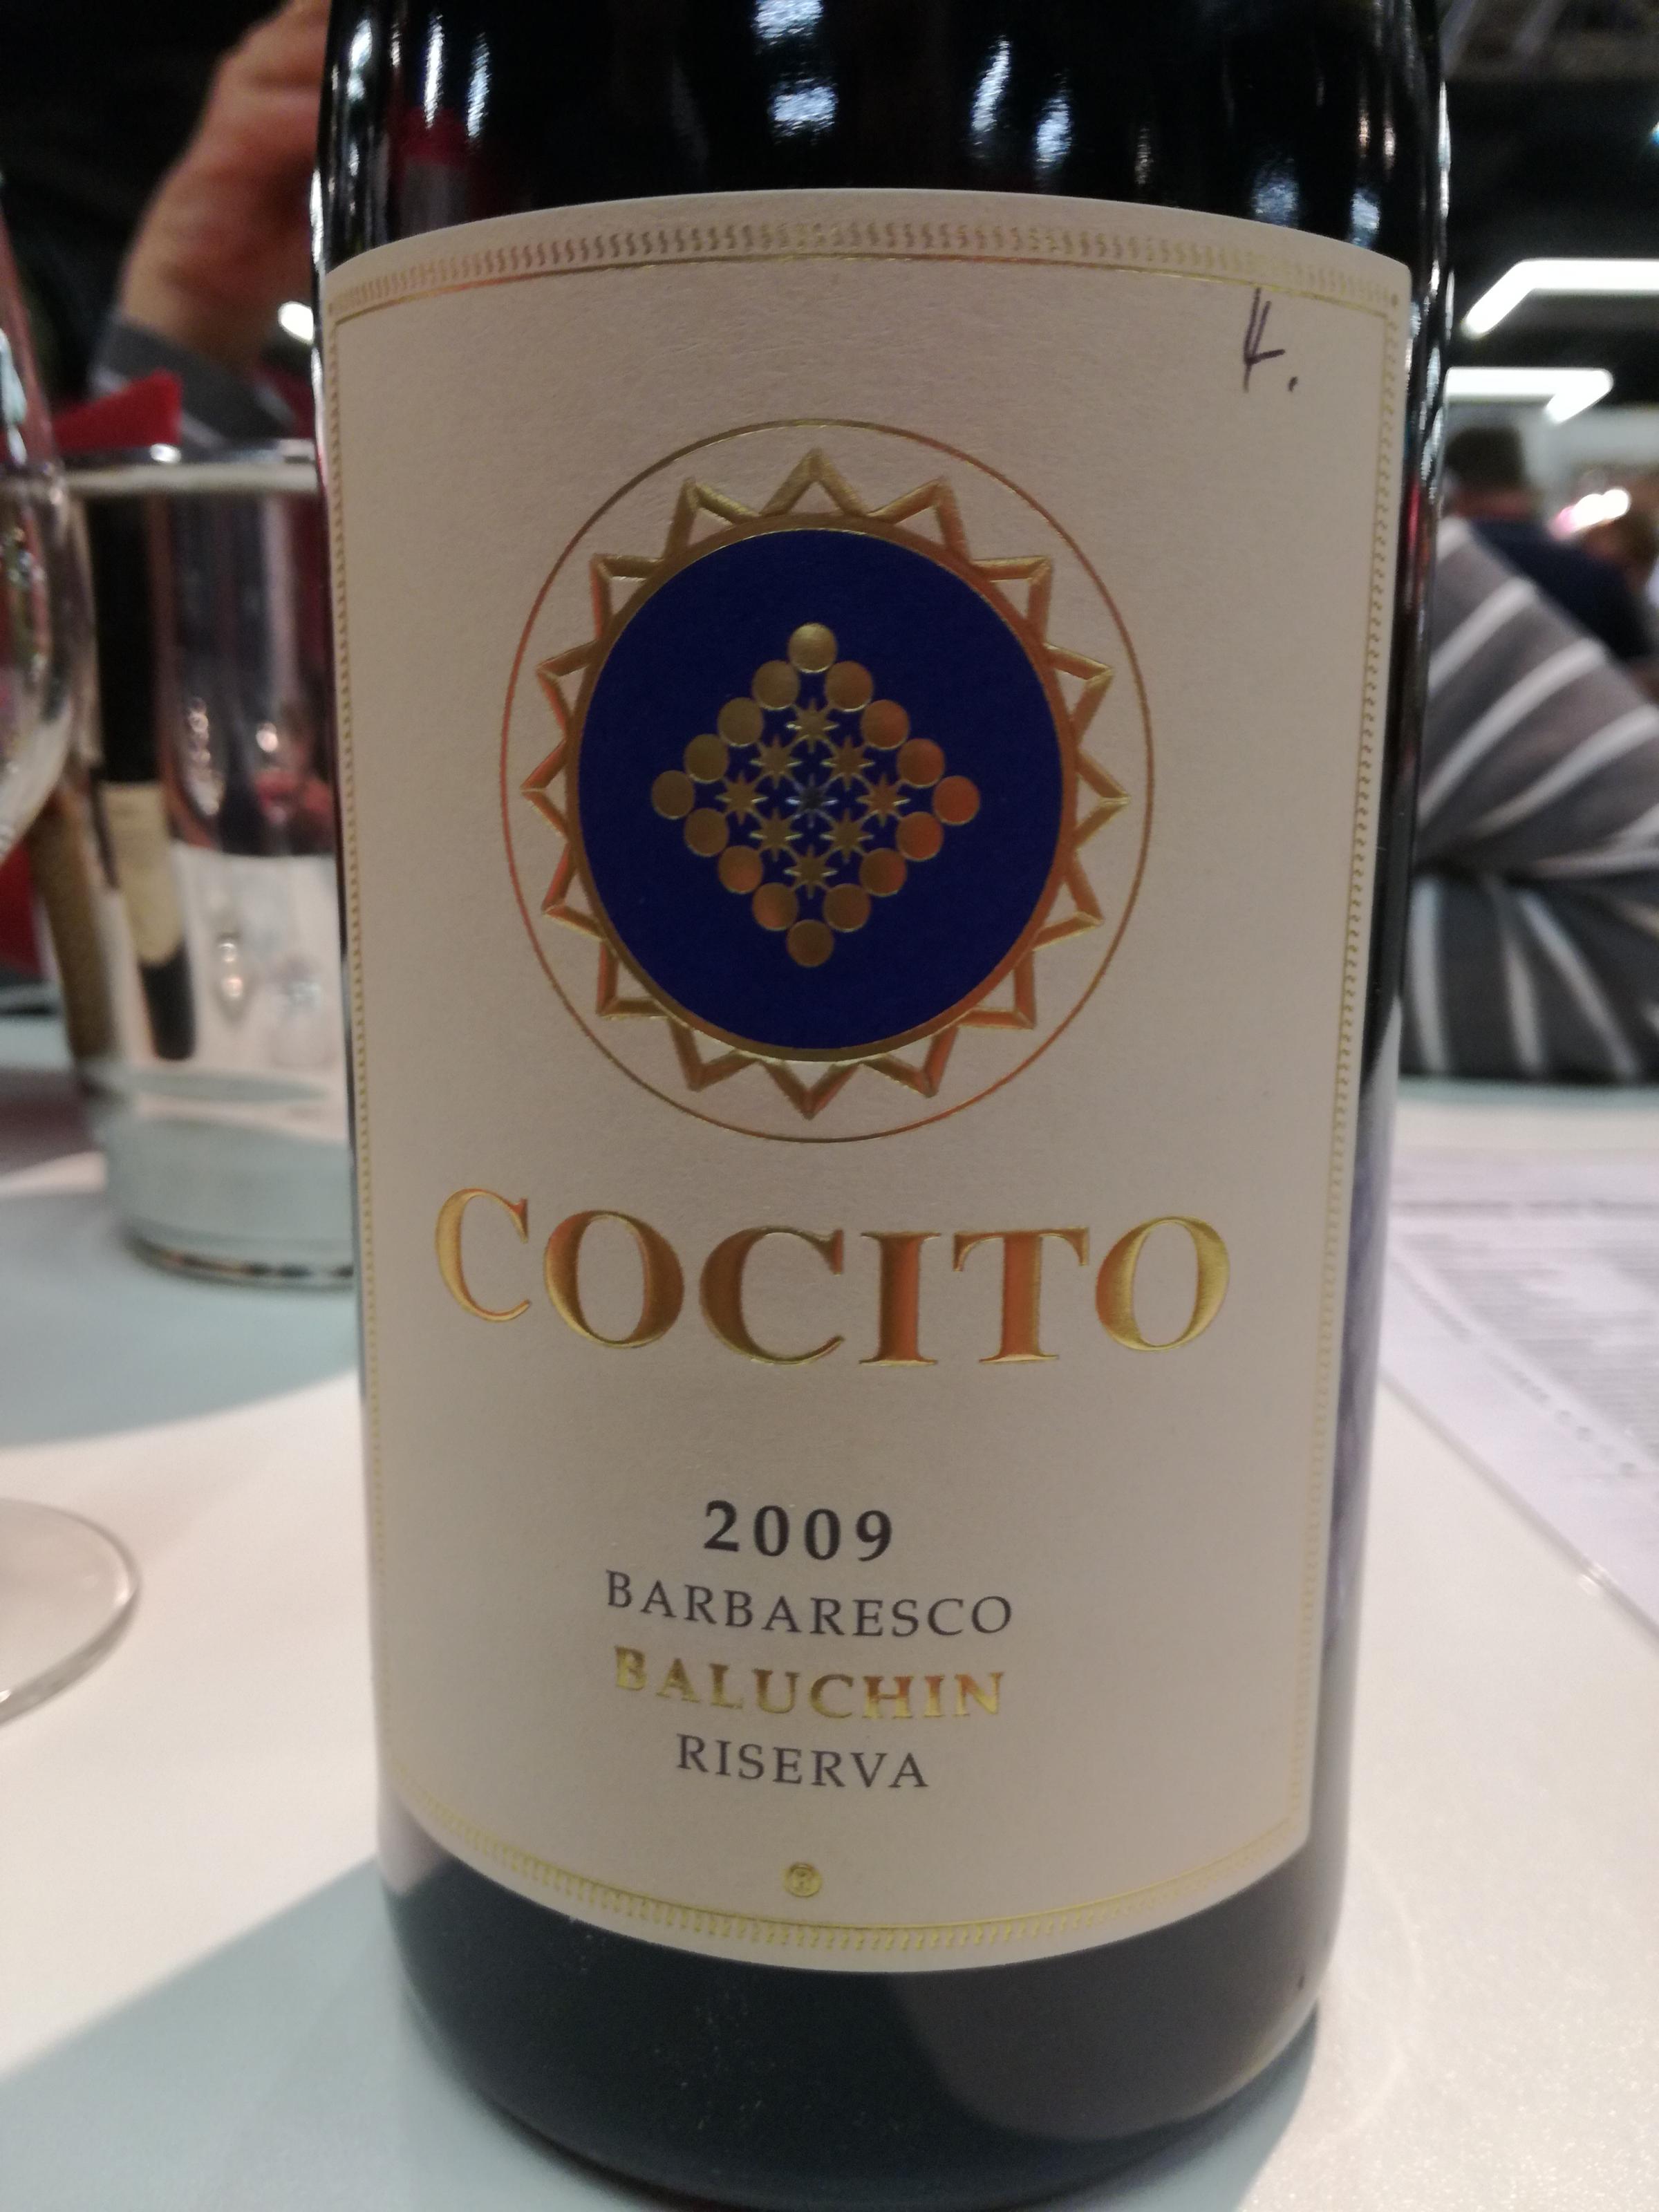 4.
COCITO
2009
BARBARESCO
BALUCHIN
RISERVA
®